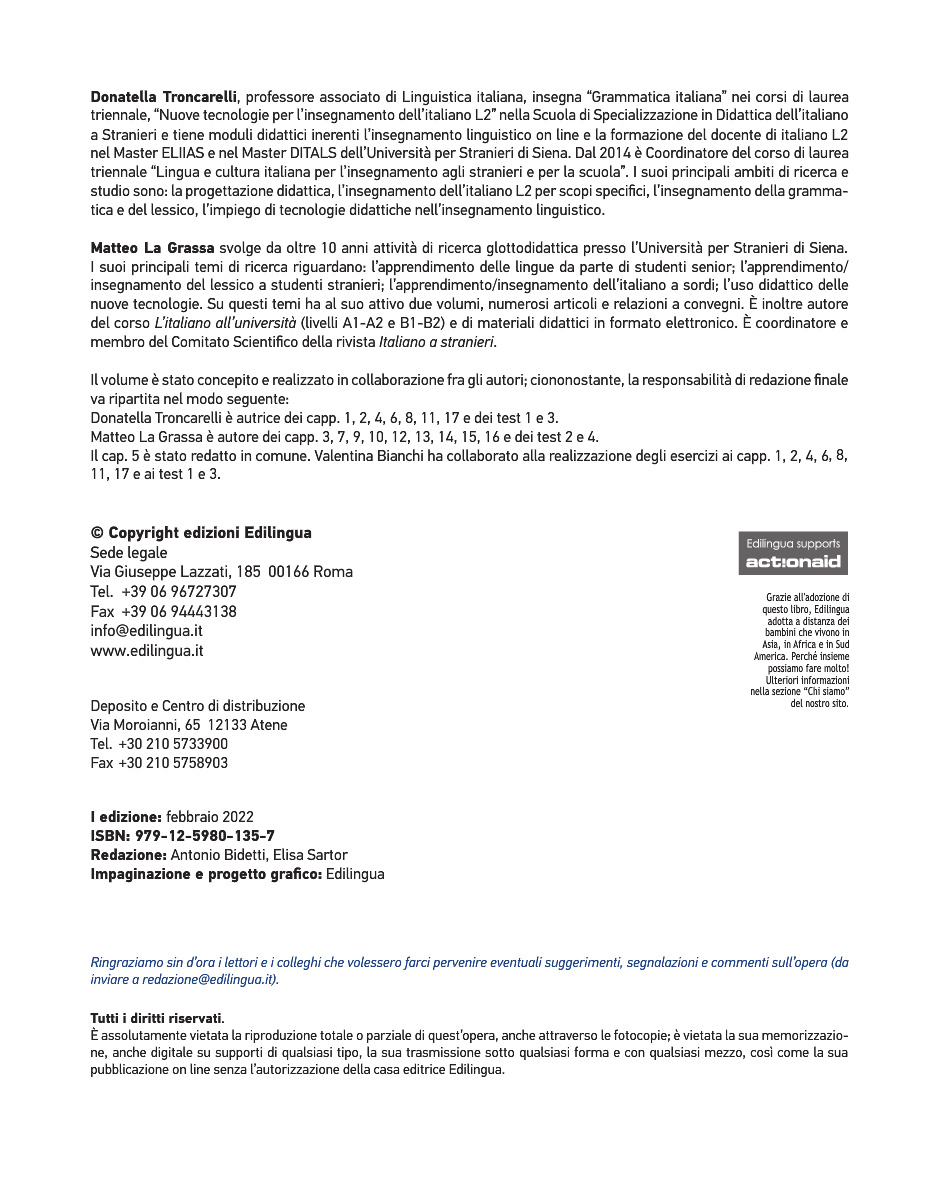 Donatella Troncarelli, professore associato di Linguistica italiana, insegna “Grammatica italiana” nei corsi di laurea
triennale, “Nuove tecnologie per l’insegnamento dell’italiano L2” nella Scuola di Specializzazione in Didattica dell’italiano
a Stranieri e tiene moduli didattici inerenti l’insegnamento linguistico on line e la formazione del docente di italiano L2
nel Master ELIIAS e nel Master DITALS dell’Università per Stranieri di Siena. Dal 2014 è Coordinatore del corso di laurea
triennale “Lingua e cultura italiana per l’insegnamento agli stranieri e per la scuola”. I suoi principali ambiti di ricerca e
studio sono: la progettazione didattica, l’insegnamento dell’italiano L2 per scopi specifici, l’insegnamento della gramma-
tica e del lessico, l’impiego di tecnologie didattiche nell’insegnamento linguistico.
Matteo La Grassa svolge da oltre 10 anni attività di ricerca glottodidattica presso l’Università per Stranieri di Siena.
I suoi principali temi di ricerca riguardano: l’apprendimento delle lingue da parte di studenti senior; l’apprendimento/
insegnamento del lessico a studenti stranieri; l’apprendimento/insegnamento dell’italiano a sordi; l’uso didattico delle
nuove tecnologie. Su questi temi ha al suo attivo due volumi, numerosi articoli e relazioni a convegni. È inoltre autore
del corso L’italiano all’università (livelli A1-A2 e B1-B2) e di materiali didattici in formato elettronico. È coordinatore e
membro del Comitato Scientifico della rivista Italiano a stranieri.
Il volume è stato concepito e realizzato in collaborazione fra gli autori; ciononostante, la responsabilità di redazione finale
va ripartita nel modo seguente:
Donatella Troncarelli è autrice dei capp. 1, 2, 4, 6, 8, 11, 17 e dei test 1 e 3.
Matteo La Grassa è autore dei capp. 3, 7, 9, 10, 12, 13, 14, 15, 16 e dei test 2 e 4.
Il cap. 5 è stato redatto in comune. Valentina Bianchi ha collaborato alla realizzazione degli esercizi ai capp. 1, 2, 4, 6, 8,
11, 17 e ai test 1 e 3.
© Copyright edizioni Edilingua
Sede legale
Via Giuseppe Lazzati, 185 00166 Roma
Tel. +39 06 96727307
Fax +39 06 94443138
info@edilingua.it
www.edilingua.it
Edilingua supports
act!onaid
Grazie all’adozione di
questo libro, Edilingua
adotta a distanza dei
bambini che vivono in
Asia, in Africa e in Sud
America. Perché insieme
possiamo fare molto!
Ulteriori informazioni
nella sezione “Chi siamo”
del nostro sito.
Deposito e Centro di distribuzione
Via Moroianni, 65 12133 Atene
Tel. +30 210 5733900
Fax +30 210 5758903
I edizione: febbraio 2022
ISBN: 979-12-5980-135-7
Redazione: Antonio Bidetti, Elisa Sartor
Impaginazione e progetto grafico: Edilingua
Ringraziamo sin d’ora i lettori e i colleghi che volessero farci pervenire eventuali suggerimenti, segnalazioni e commenti sull’opera (da
inviare a redazione@edilingua.it).
Tutti i diritti riservati.
È assolutamente vietata la riproduzione totale o parziale di quest’opera, anche attraverso le fotocopie; è vietata la sua memorizzazio-
ne, anche digitale su supporti di qualsiasi tipo, la sua trasmissione sotto qualsiasi forma e con qualsiasi mezzo, così come la sua
pubblicazione on line senza l’autorizzazione della casa editrice Edilingua.